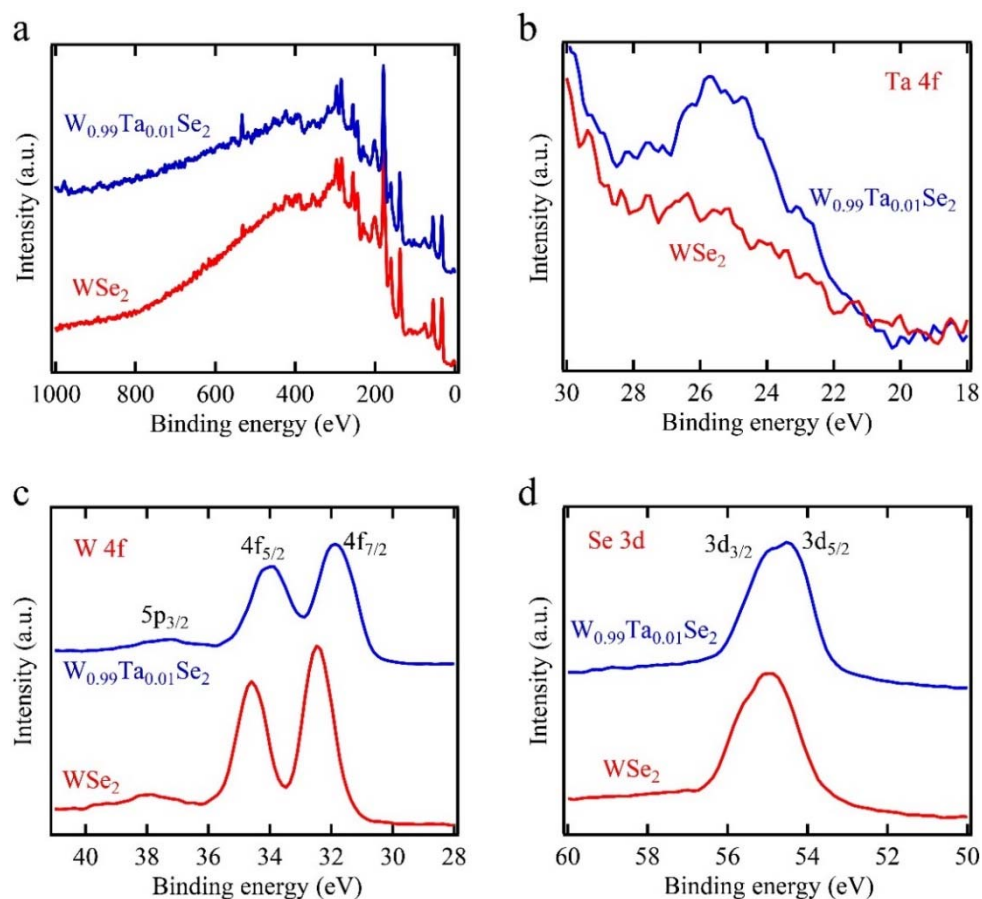 a
Intensity (a.u.)
W₀.₉₉Ta₀.₀₁Se₂
WSe₂
1000 800 600 400 200 0
Binding energy (eV)
b
Intensity (a.u.)
Ta 4f
W₀.₉₉Ta₀.₀₁Se₂
WSe₂
30 28 26 24 22 20 18
Binding energy (eV)
c
Intensity (a.u.)
W 4f
4f₅/₂
4f₇/₂
5p₃/₂
W₀.₉₉Ta₀.₀₁Se₂
WSe₂
40 38 36 34 32 30 28
Binding energy (eV)
d
Intensity (a.u.)
Se 3d
3d₃/₂
3d₅/₂
W₀.₉₉Ta₀.₀₁Se₂
WSe₂
60 58 56 54 52 50
Binding energy (eV)